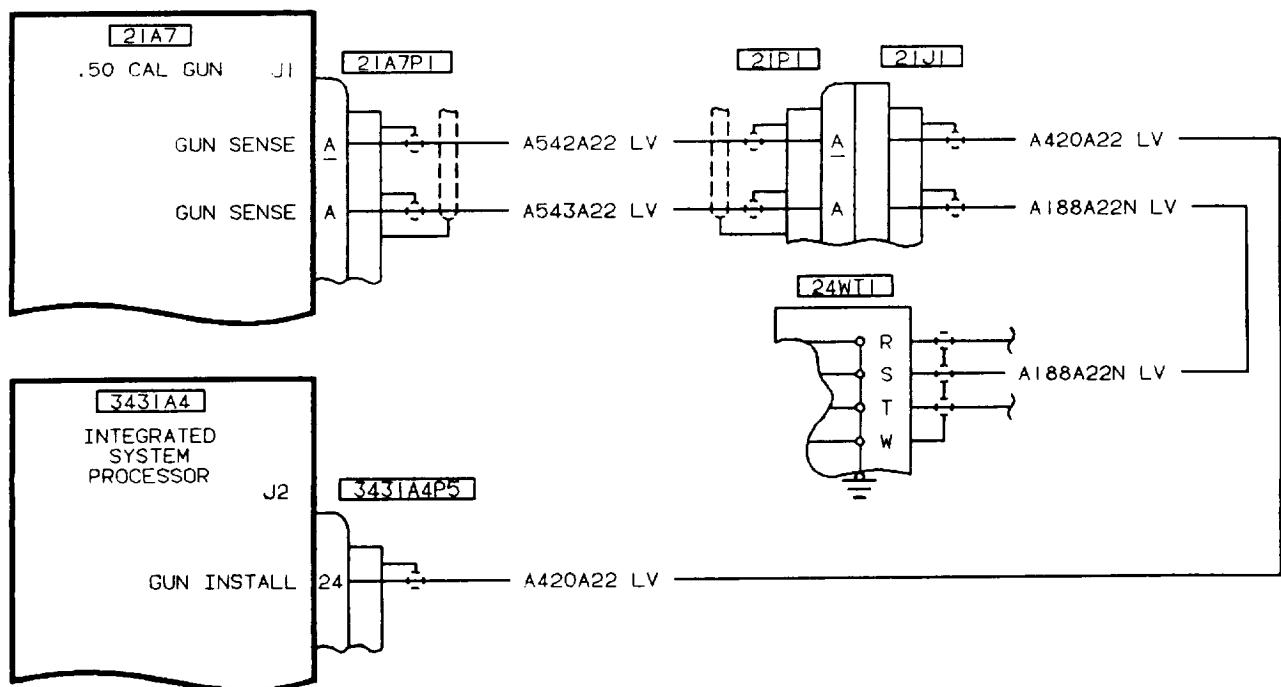 21A7
.50 CAL GUN J1
21A7P1
21P1
21J1
GUN SENSE A A542A22 LV A A420A22 LV
GUN SENSE A A543A22 LV A A188A22N LV
24WT1
R
S A188A22N LV
T
W
3431A4
INTEGRATED
SYSTEM
PROCESSOR
J2
3431A4P5
GUN INSTALL 24 A420A22 LV